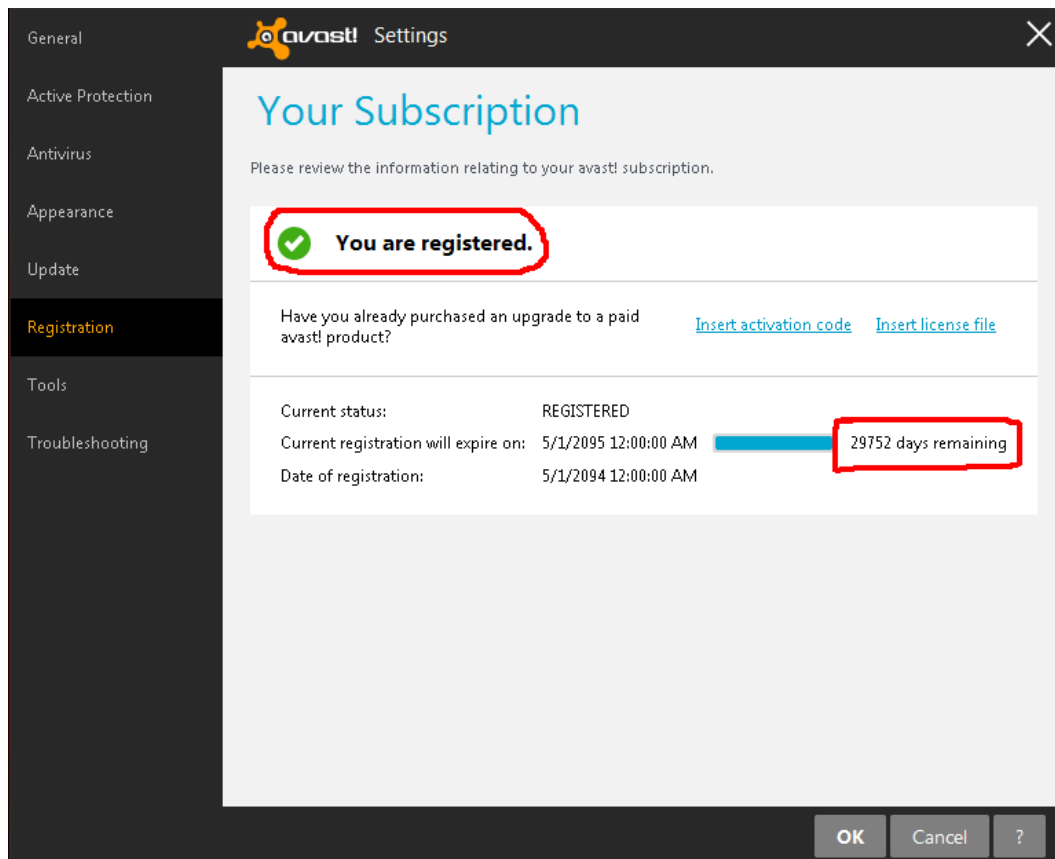 General
Active Protection
Antivirus
Appearance
Update
Registration
Tools
Troubleshooting
avast! Settings
Your Subscription
Please review the information relating to your avast! subscription.
You are registered.
Have you already purchased an upgrade to a paid
avast! product?
Insert activation code Insert license file
Current status: REGISTERED
Current registration will expire on: 5/1/2095 12:00:00 AM 29752 days remaining
Date of registration: 5/1/2094 12:00:00 AM
OK Cancel ?